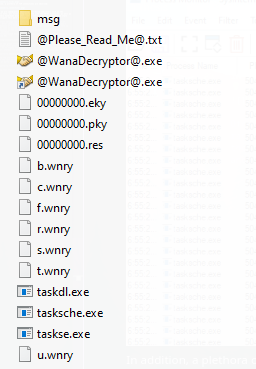 msg
@Please_Read_Me@.txt
@WanaDecryptor@.exe
@WanaDecryptor@.exe
00000000.eky
00000000.pky
00000000.res
b.wnry
c.wnry
f.wnry
r.wnry
s.wnry
t.wnry
taskdl.exe
tasksche.exe
taskse.exe
u.wnry